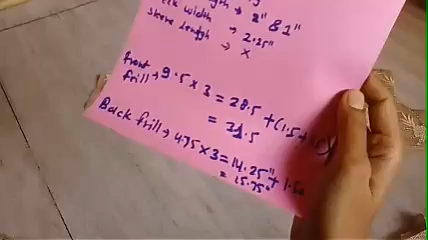 → 2" & 1"
width → 2.25"
Sleeve Length → x
front frill → 9.5 x 3 = 28.5 + (1.5+1.5)
= 31.5
Back frill → 4.75 x 3 = 14.25" + 1.5
= 15.75"